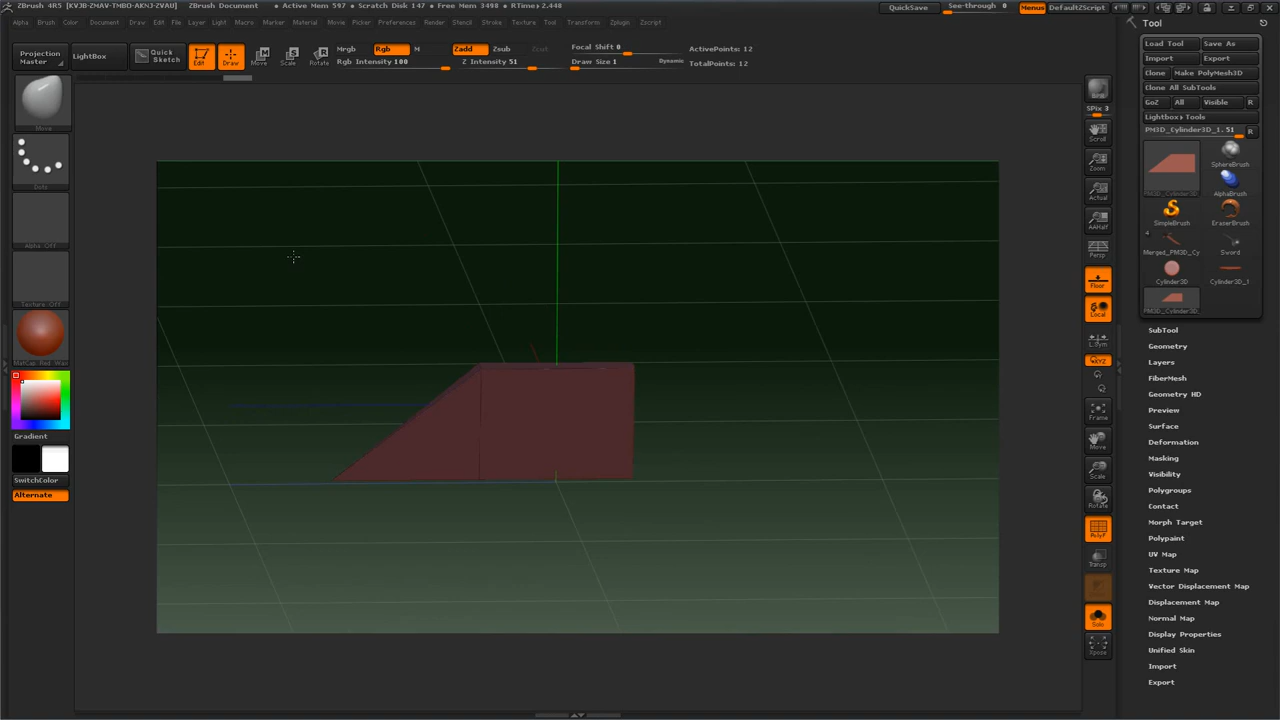 ZBrush 4R5 [KVJB-ZMAV-TMBO-AKNJ-ZVAU] ZBrush Document • Active Mem 597 • Scratch Disk 147 • Free Mem 3498 • RTime▸2.448 QuickSave See-through 0 Menus DefaultZScript
Alpha Brush Color Document Draw Edit File Layer Light Macro Marker Material Movie Picker Preferences Render Stencil Stroke Texture Tool Transform Zplugin Zscript
Projection Master
LightBox
Quick Sketch
Edit
Draw
Move
Scale
Rotate
Mrgb Rgb M
Rgb Intensity 100
Zadd Zsub
Z Intensity 51
Focal Shift 0
Draw Size 1 Dynamic
ActivePoints: 12
TotalPoints: 12
Move
Dots
Alpha Off
Texture Off
MatCap Red Wax
Gradient
SwitchColor
Alternate
SPix 3
Scroll
Zoom
Actual
AAHalf
Persp
Floor
Local
L.Sym
XYZ
Frame
Move
Scale
Rotate
PolyF
Transp
Solo
Xpose
Tool
Load Tool Save As
Import Export
Clone Make PolyMesh3D
Clone All SubTools
GoZ All Visible R
Lightbox▸Tools
PM3D_Cylinder3D_1. 51 R
PM3D_Cylinder3D
SphereBrush
AlphaBrush
SimpleBrush EraserBrush
4
Merged_PM3D_Cy Sword
Cylinder3D Cylinder3D_1
PM3D_Cylinder3D
SubTool
Geometry
Layers
FiberMesh
Geometry HD
Preview
Surface
Deformation
Masking
Visibility
Polygroups
Contact
Morph Target
Polypaint
UV Map
Texture Map
Vector Displacement Map
Displacement Map
Normal Map
Display Properties
Unified Skin
Import
Export